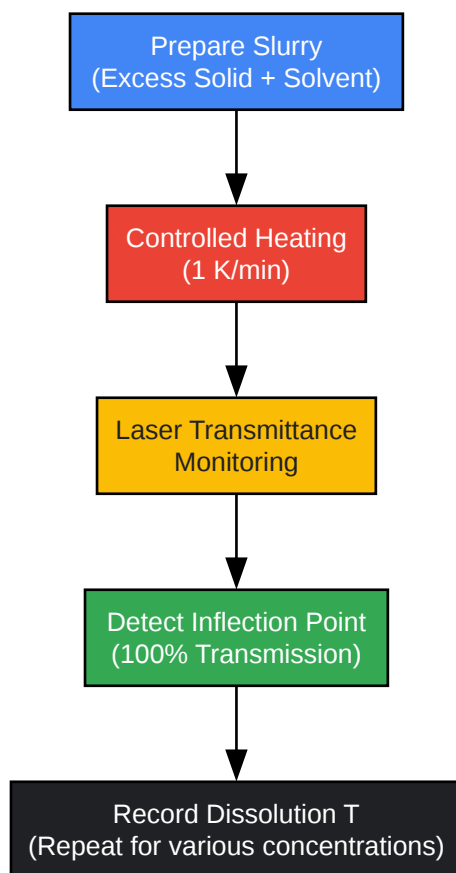 Prepare Slurry
(Excess Solid + Solvent)
Controlled Heating
(1 K/min)
Laser Transmittance
Monitoring
Detect Inflection Point
(100% Transmission)
Record Dissolution T
(Repeat for various concentrations)